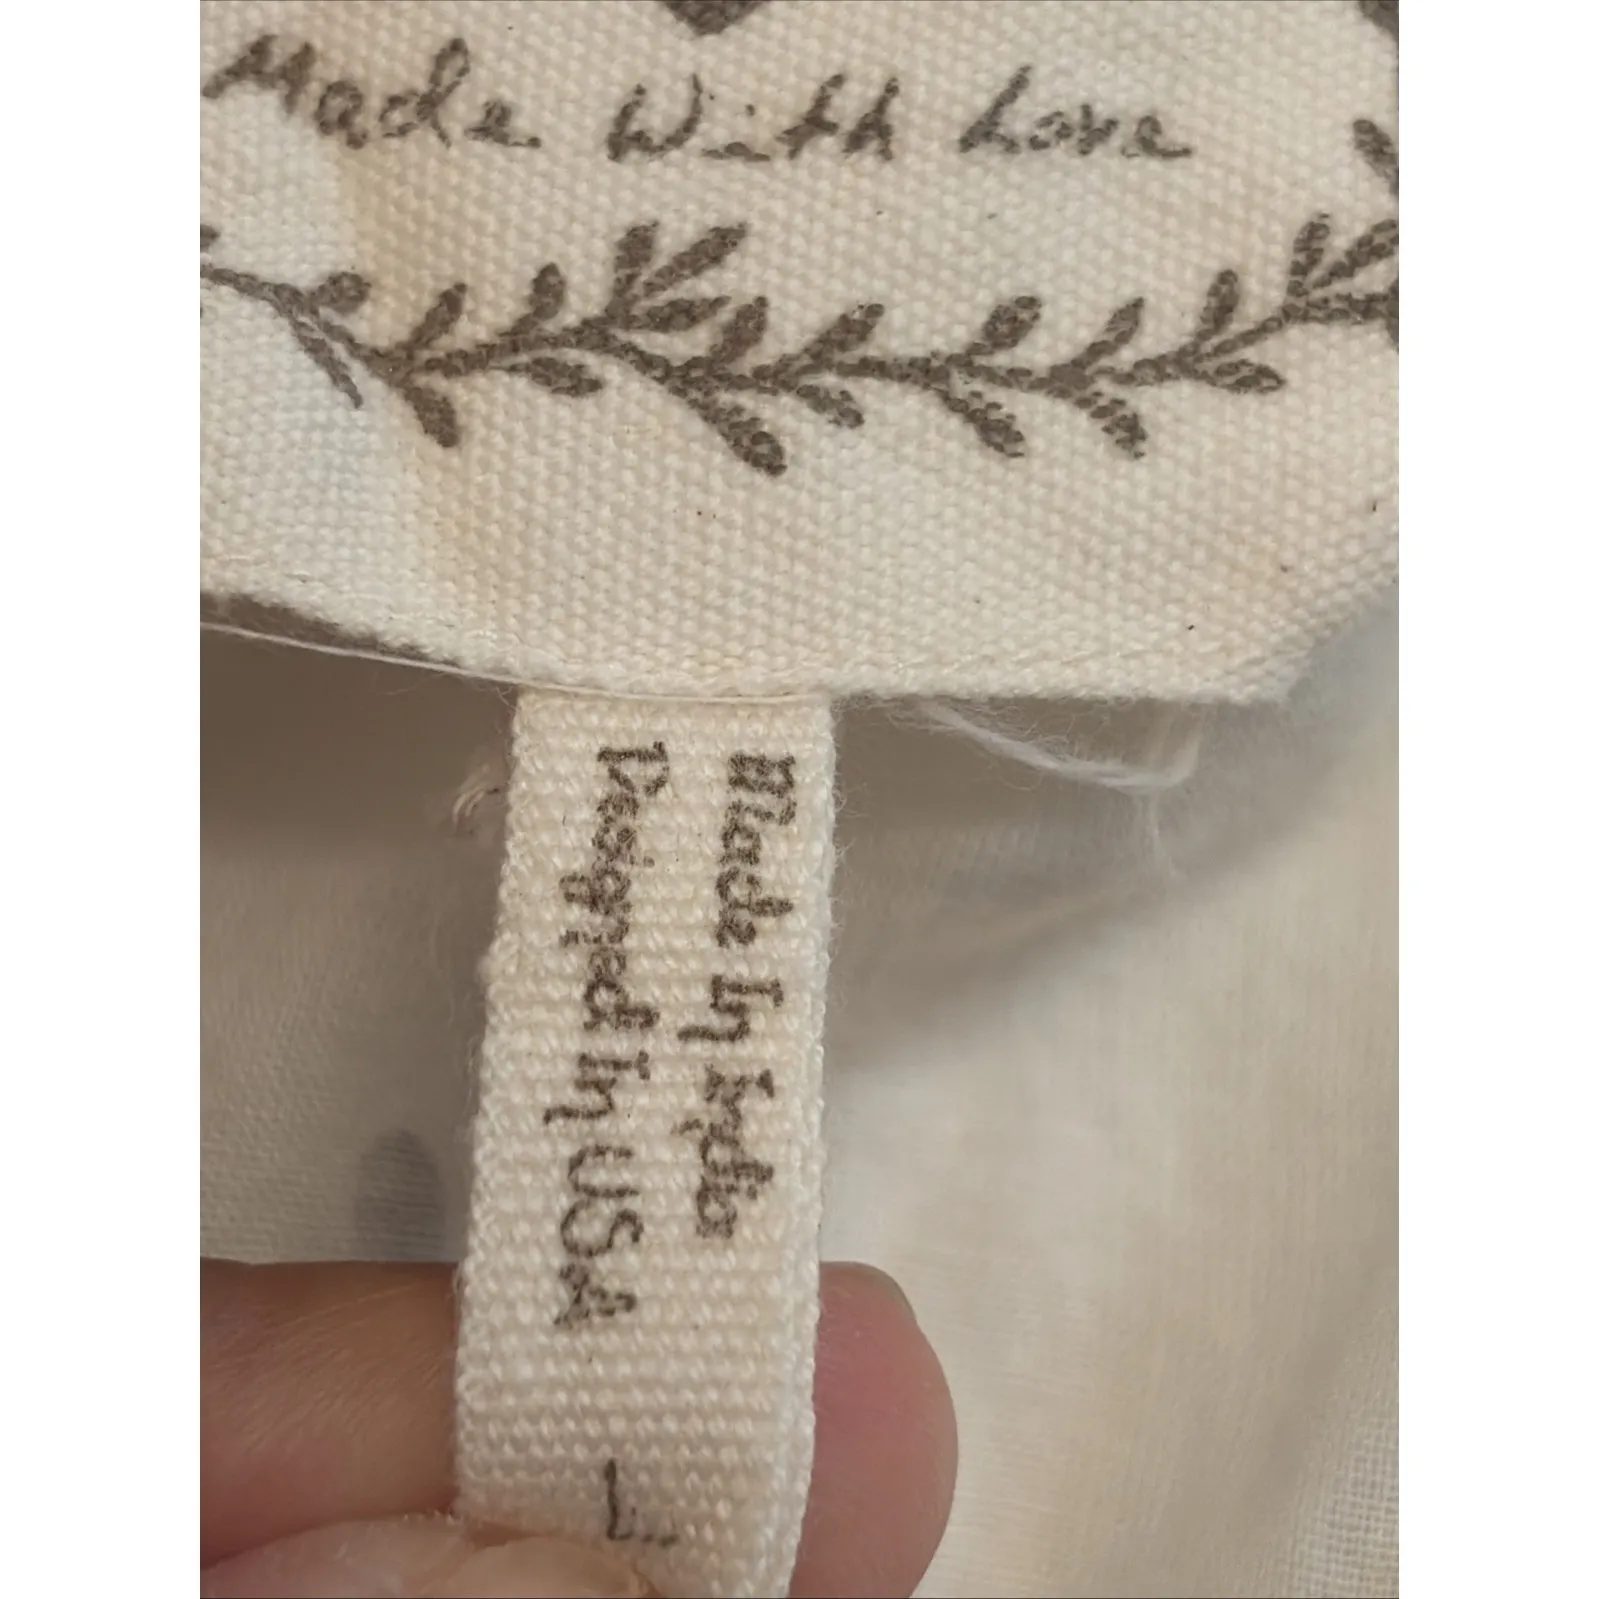 Made With Love
Made In India
Designed In USA
L